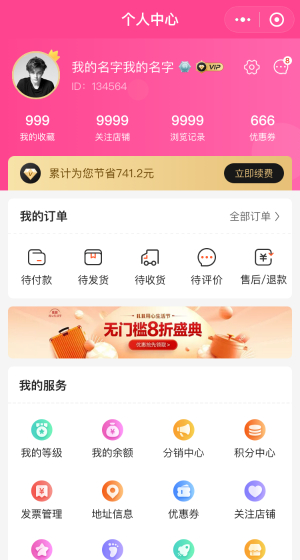 个人中心
我的名字我的名字 VIP
ID：134564
8
999 9999 9999 666
我的收藏 关注店铺 浏览记录 优惠券
累计为您节省741.2元 立即续费
我的订单 全部订单
待付款 待发货 待收货 待评价 售后/退款
无门槛8折盛典
优惠抢先领取
我的服务
我的等级 我的余额 分销中心 积分中心
发票管理 地址信息 优惠券 关注店铺